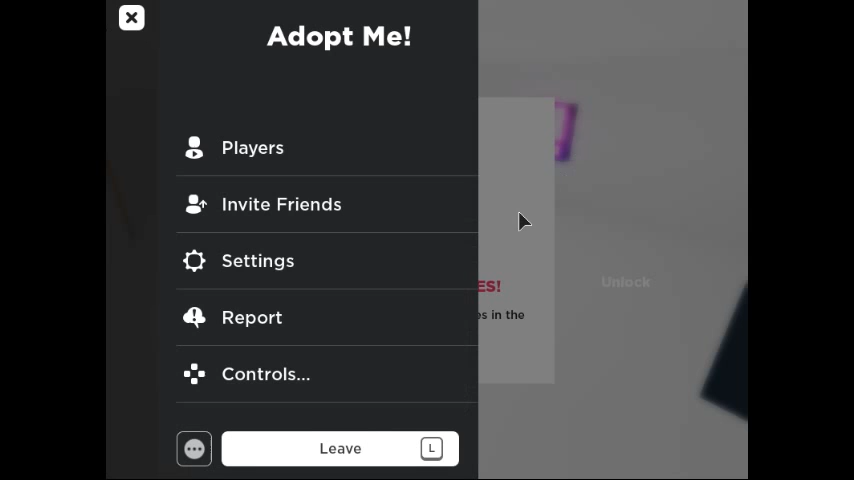 Adopt Me!
Players
Invite Friends
Settings
Report
Controls...
Leave
L
ES!
es in the
Unlock